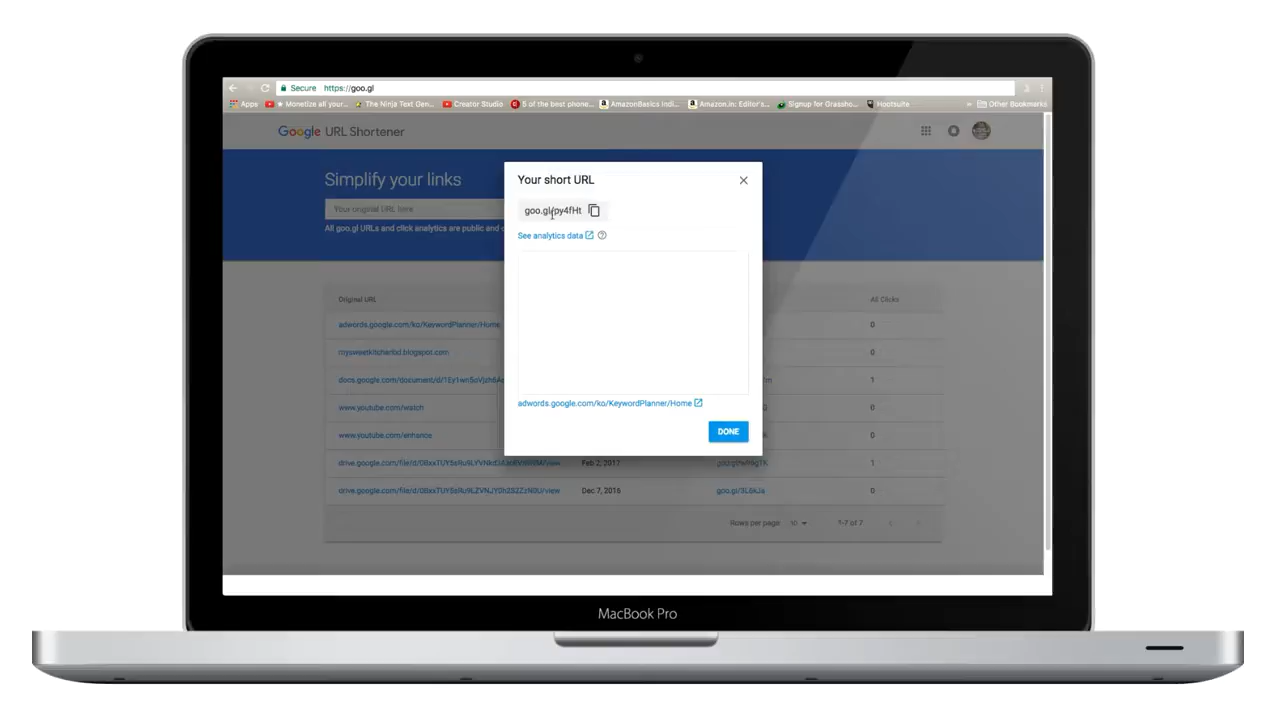 Secure https://goo.gl
Apps Monetize all your... The Ninja Text Gen... Creator Studio 5 of the best phone... AmazonBasics Indi... Amazon.in: Editor's... Signup for Grassho... Hootsuite » Other Bookmarks
Google URL Shortener
Simplify your links
Your original URL here
All goo.gl URLs and click analytics are public and
Your short URL
goo.gl/py4fHt
See analytics data
adwords.google.com/ko/KeywordPlanner/Home
DONE
Original URL All Clicks
adwords.google.com/ko/KeywordPlanner/Home 0
mysweetkitchenbd.blogspot.com 0
1
www.youtube.com/watch 0
www.youtube.com/enhance 0
Feb 2, 2017 1
Dec 7, 2016 0
Rows per page: 10 1-7 of 7
MacBook Pro